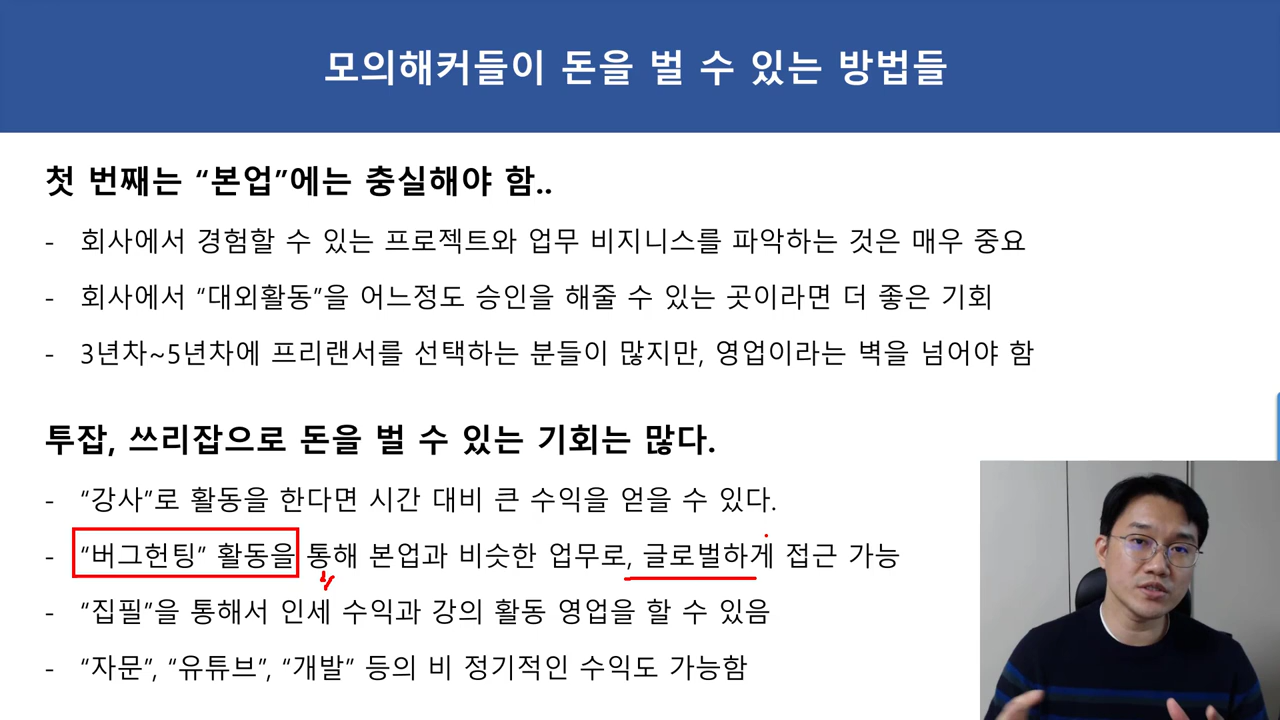 모의해커들이 돈을 벌 수 있는 방법들
첫 번째는 “본업”에는 충실해야 함..
- 회사에서 경험할 수 있는 프로젝트와 업무 비지니스를 파악하는 것은 매우 중요
- 회사에서 “대외활동”을 어느정도 승인을 해줄 수 있는 곳이라면 더 좋은 기회
- 3년차~5년차에 프리랜서를 선택하는 분들이 많지만, 영업이라는 벽을 넘어야 함
투잡, 쓰리잡으로 돈을 벌 수 있는 기회는 많다.
- “강사”로 활동을 한다면 시간 대비 큰 수익을 얻을 수 있다.
- “버그헌팅” 활동을 통해 본업과 비슷한 업무로, 글로벌하게 접근 가능
- “집필”을 통해서 인세 수익과 강의 활동 영업을 할 수 있음
- “자문”, “유튜브”, “개발” 등의 비 정기적인 수익도 가능함